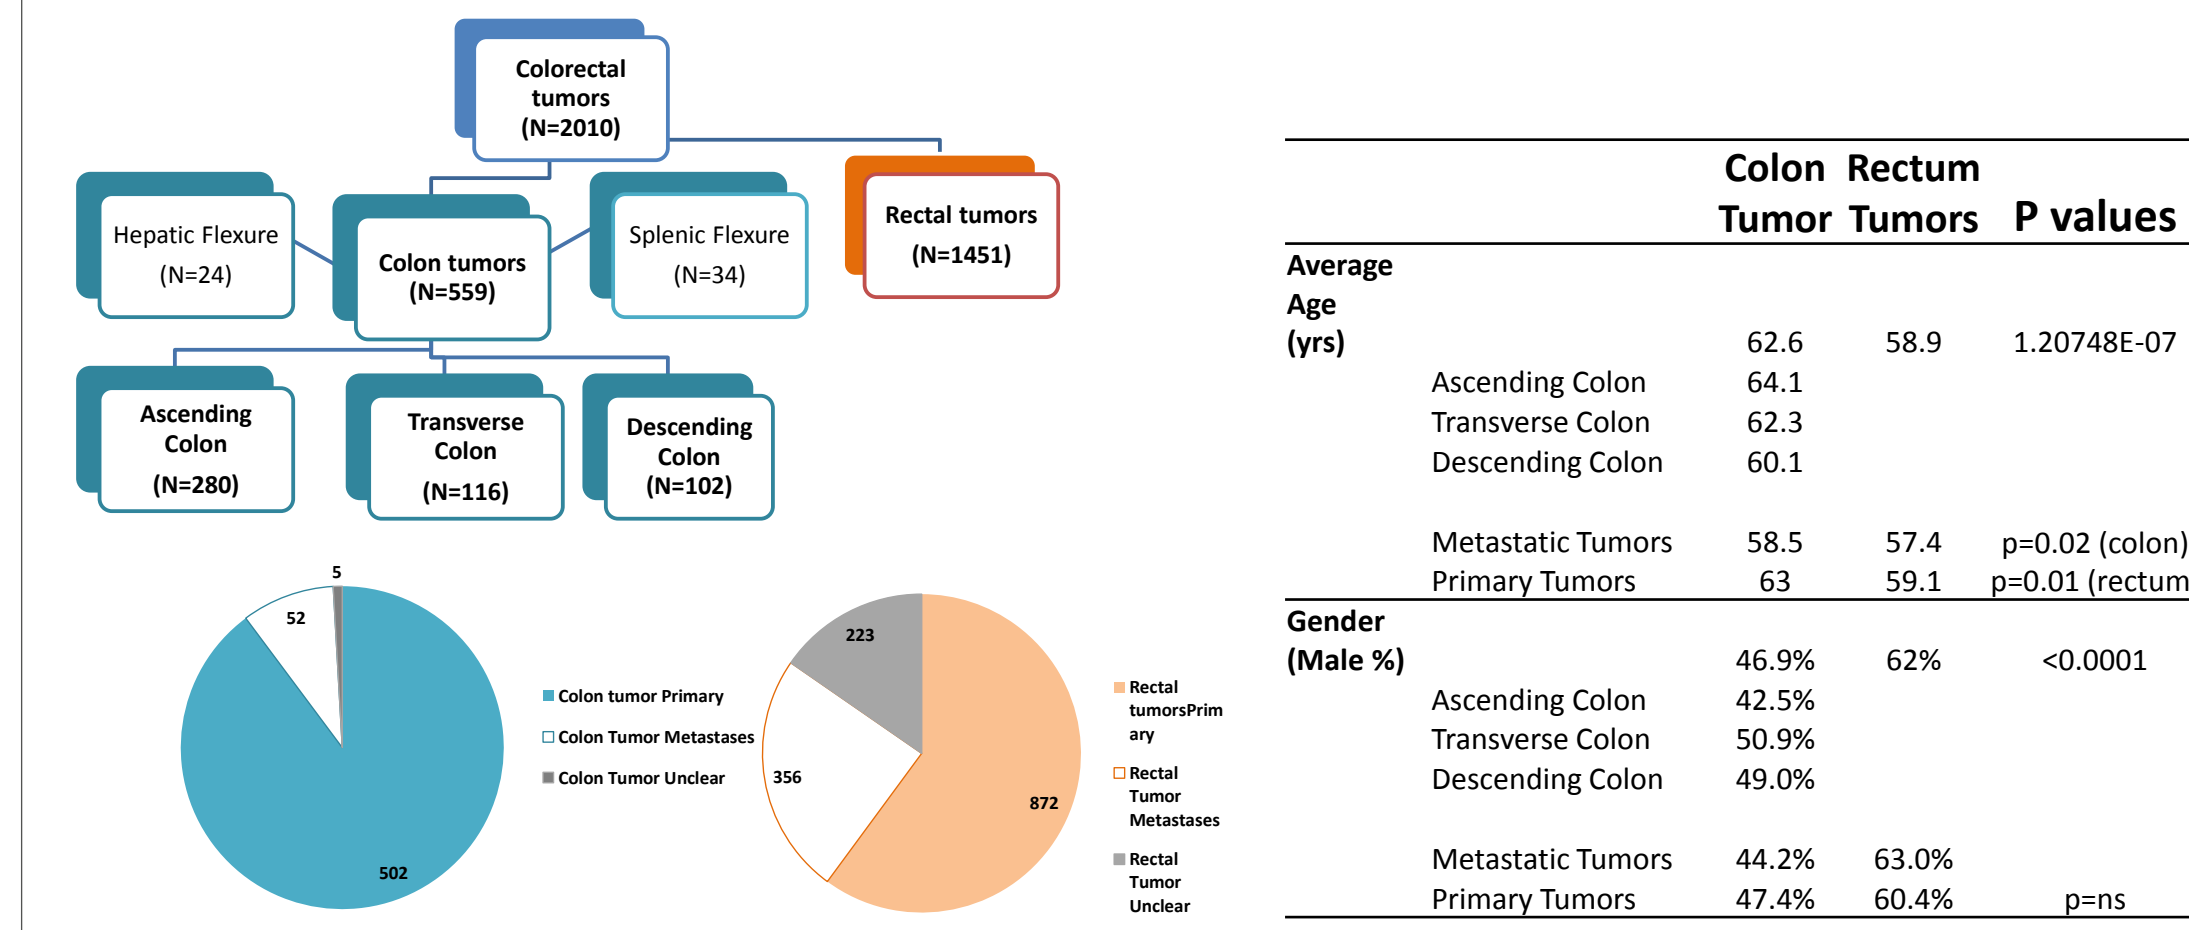 Colorectal
tumors
(N=2010)
Hepatic Flexure
(N=24)
Colon tumors
(N=559)
Splenic Flexure
(N=34)
Rectal tumors
(N=1451)
Ascending
Colon
(N=280)
Transverse
Colon
(N=116)
Descending
Colon
(N=102)
5
52
502
Colon tumor Primary
Colon Tumor Metastases
Colon Tumor Unclear
223
356
872
Rectal
tumorsPrim
ary
Rectal
Tumor
Metastases
Rectal
Tumor
Unclear
Colon Rectum
Tumor Tumors P values
Average
Age
(yrs) 62.6 58.9 1.20748E-07
Ascending Colon 64.1
Transverse Colon 62.3
Descending Colon 60.1
Metastatic Tumors 58.5 57.4 p=0.02 (colon)
Primary Tumors 63 59.1 p=0.01 (rectum
Gender
(Male %) 46.9% 62% <0.0001
Ascending Colon 42.5%
Transverse Colon 50.9%
Descending Colon 49.0%
Metastatic Tumors 44.2% 63.0%
Primary Tumors 47.4% 60.4% p=ns